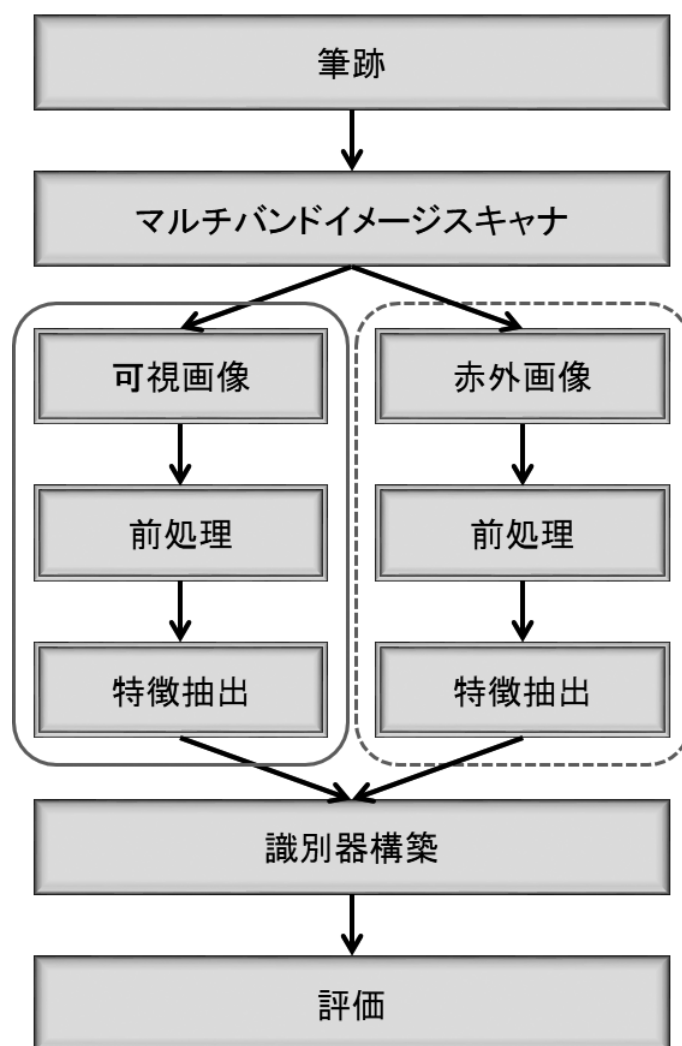 筆跡
マルチバンドイメージスキャナ
可視画像
赤外画像
前処理
前処理
特徴抽出
特徴抽出
識別器構築
評価